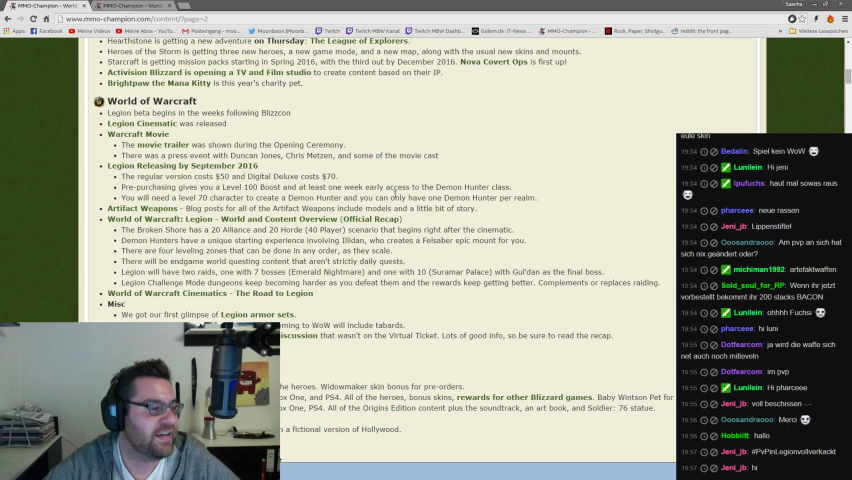 MMO-Champion - World
MMO-Champion - World
Sascha
www.mmo-champion.com/content/?page=2
Apps
Facebook
Meine Videos
Posteingang
Moonboon (Moonb
Twitch
Twitch MBW Kanal
Twitch MBW Dashb
Golem.de: IT-News
MMO-Champion
Rock, Paper, Shotgu
reddit: the front pag
Weitere Lesezeichen
Hearthstone is getting a new adventure on Thursday: The League of Explorers.
Heroes of the Storm is getting three new heroes, a new game mode, and a new map, along with the usual new skins and mounts.
Starcraft is getting mission packs starting in Spring 2016, with the third out by December 2016. Nova Covert Ops is first up!
Activision Blizzard is opening a TV and Film studio to create content based on their IP.
Brightpaw the Mana Kitty is this year's charity pet.
World of Warcraft
Legion beta begins in the weeks following Blizzcon
Legion Cinematic was released
Warcraft Movie
The movie trailer was shown during the Opening Ceremony.
There was a press event with Duncan Jones, Chris Metzen, and some of the movie cast
Legion Releasing by September 2016
The regular version costs $50 and Digital Deluxe costs $70.
Pre-purchasing gives you a Level 100 Boost and at least one week early access to the Demon Hunter class.
You will need a level 70 character to create a Demon Hunter and you can only have one Demon Hunter per realm.
Artifact Weapons - Blog posts for all of the Artifact Weapons include models and a little bit of story.
World of Warcraft: Legion - World and Content Overview (Official Recap)
The Broken Shore has a 20 Alliance and 20 Horde (40 Player) scenario that begins right after the cinematic.
Demon Hunters have a unique starting experience involving Illidan, who creates a Felsaber epic mount for you.
There are four leveling zones that can be done in any order, as they scale.
There will be endgame world questing content that aren't strictly daily quests.
Legion will have two raids, one with 7 bosses (Emerald Nightmare) and one with 10 (Suramar Palace) with Gul'dan as the final boss.
Legion Challenge Mode dungeons keep becoming harder as you defeat them and the rewards keep getting better. Complements or replaces raiding.
World of Warcraft Cinematics - The Road to Legion
Misc
We got our first glimpse of Legion armor sets.
ming to WoW will include tabards.
iscussion that wasn't on the Virtual Ticket. Lots of good info, so be sure to read the recap.
he heroes. Widowmaker skin bonus for pre-orders.
ox One, and PS4. All of the heroes, bonus skins, rewards for other Blizzard games. Baby Wintson Pet for
ox One, and PS4. All of the Origins Edition content plus the soundtrack, an art book, and Soldier: 76 statue.
n a fictional version of Hollywood.
eule skin
19:54 Bedalin: Spiel kein WoW
19:54 Lunilein: Hi jeni
19:54 ipufuchs: haut mal sowas raus
19:54 pharceee: neue rassen
19:54 Jeni_jb: Lippenstifte!
19:54 Ooosandraooo: Am pvp an sich hat
sich nix geändert oder?
19:54 michiman1992: artefaktwaffen
19:54 Sold_soul_for_RP: Wenn ihr jetzt
vorbestellt bekommt ihr 200 stacks BACON
19:54 Lunilein: ohhhh Fuchsi
19:55 pharceee: hi luni
19:55 Dotfearcom: ja wird die waffe sich
net auch noch mitleveln
19:55 Dotfearcom: im pvp
19:55 Lunilein: Hi pharceee
19:55 Jeni_jb: voll beschissen -.-
19:56 Ooosandraooo: Merci
19:56 Hobbiitt: hallo
19:57 Jeni_jb: #PvPinLegionvollverkackt
19:57 Jeni_jb: hi